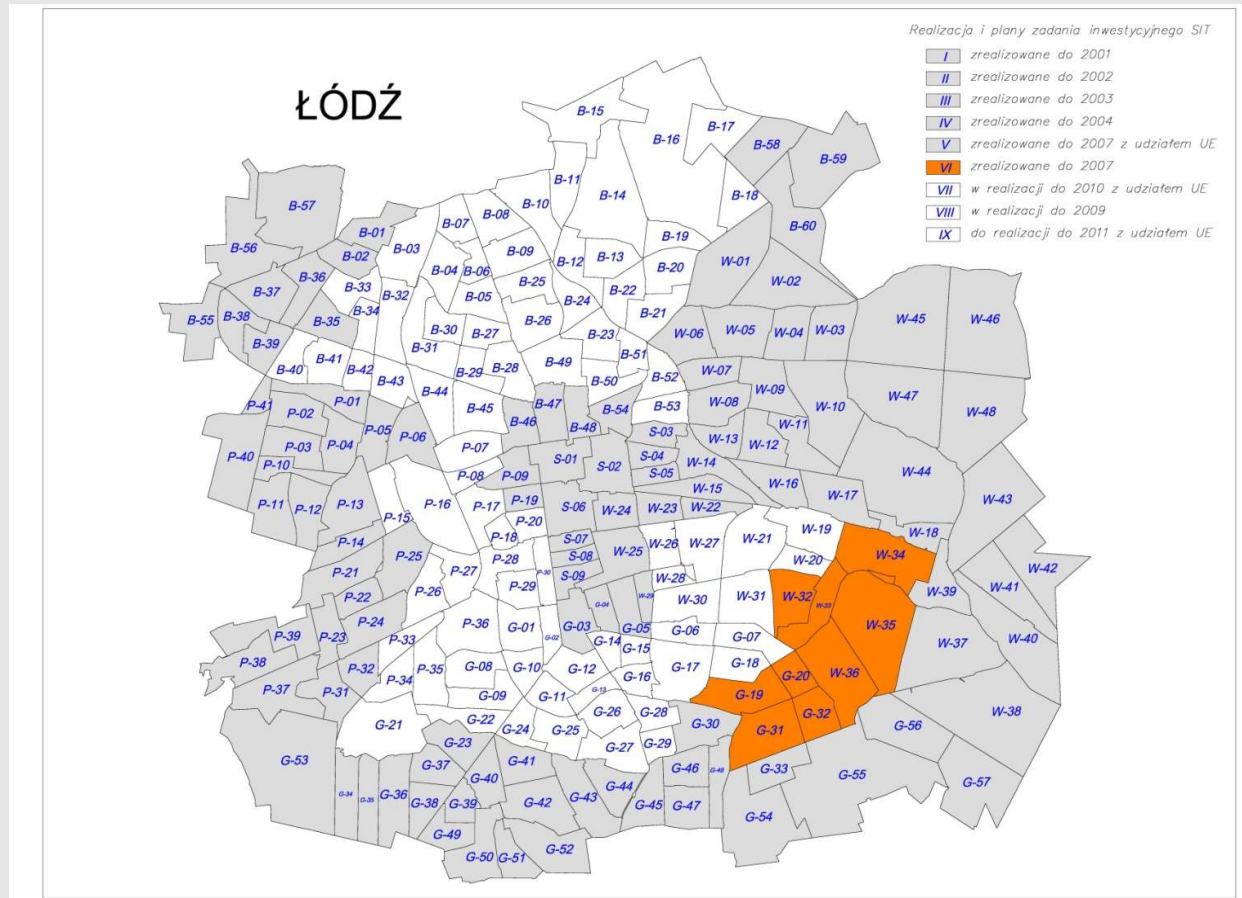 Realizacja i plany zadania inwestycyjnego SIT
I zrealizowane do 2001
II zrealizowane do 2002
III zrealizowane do 2003
IV zrealizowane do 2004
V zrealizowane do 2007 z udziałem UE
VI zrealizowane do 2007
VII w realizacji do 2010 z udziałem UE
VIII w realizacji do 2009
IX do realizacji do 2011 z udziałem UE
ŁÓDŹ
B-15
B-16
B-17
B-58
B-59
B-11
B-14
B-18
B-57
B-10
B-08
B-07
B-01
B-60
B-56
B-02
B-03
B-19
B-09
B-12
B-13
B-20
W-01
B-04
B-06
B-36
B-33
B-25
W-02
B-37
B-32
B-05
B-22
B-24
B-34
B-21
B-55
B-38
B-35
B-26
W-45
W-46
B-30
B-27
B-23
W-06
W-05
W-04
W-03
B-39
B-31
B-51
B-41
B-49
B-40
B-42
B-29
B-28
W-07
B-43
B-50
B-52
B-44
W-09
W-47
P-41
P-01
B-47
B-54
B-53
W-08
W-10
W-48
P-02
B-45
B-46
P-05
B-48
W-11
P-06
S-03
P-03
P-04
P-07
W-13
W-12
P-40
S-04
P-10
S-01
S-02
W-14
P-08
P-09
S-05
W-44
W-16
W-15
W-17
W-43
P-11
P-12
P-13
P-16
P-17
P-19
S-06
W-24
W-23
W-22
P-15
P-20
W-19
W-18
P-18
S-07
W-26
W-27
W-21
P-14
P-25
P-28
S-08
W-25
W-20
W-34
W-42
P-21
P-27
P-30
S-09
W-28
P-29
W-41
P-22
P-26
W-29
W-30
W-31
W-32
W-33
W-39
G-04
P-24
P-36
G-01
G-03
G-05
G-06
W-35
P-39
P-23
P-33
G-02
G-14
G-07
W-40
W-37
P-38
G-15
P-32
P-35
G-08
G-10
G-12
G-18
G-17
G-20
W-36
P-34
G-16
P-37
P-31
G-09
G-11
G-13
G-19
G-26
G-28
G-32
W-38
G-21
G-22
G-24
G-25
G-30
G-31
G-56
G-23
G-27
G-29
G-53
G-37
G-41
G-46
G-48
G-33
G-55
G-40
G-44
G-57
G-34
G-35
G-36
G-38
G-39
G-42
G-43
G-45
G-47
G-54
G-49
G-50
G-51
G-52